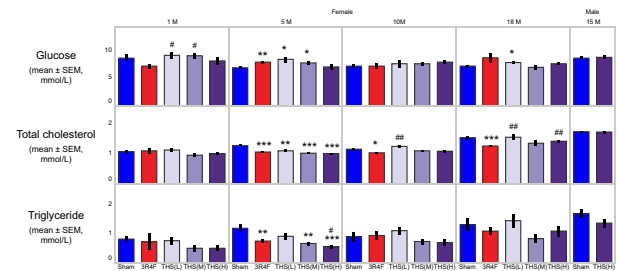 Female Male
1 M 5 M 10M 18 M 15 M
Glucose
(mean ± SEM,
mmol/L)
10
5
0
# #
** * *
*
Total cholesterol
(mean ± SEM,
mmol/L)
2
1
0
*** ** *** ***
* ##
*** ## ##
Triglyceride
(mean ± SEM,
mmol/L)
2
1
0
** ** #
***
Sham 3R4F THS(L) THS(M) THS(H) Sham 3R4F THS(L) THS(M) THS(H) Sham 3R4F THS(L) THS(M) THS(H) Sham 3R4F THS(L) THS(M) THS(H) Sham THS(H)